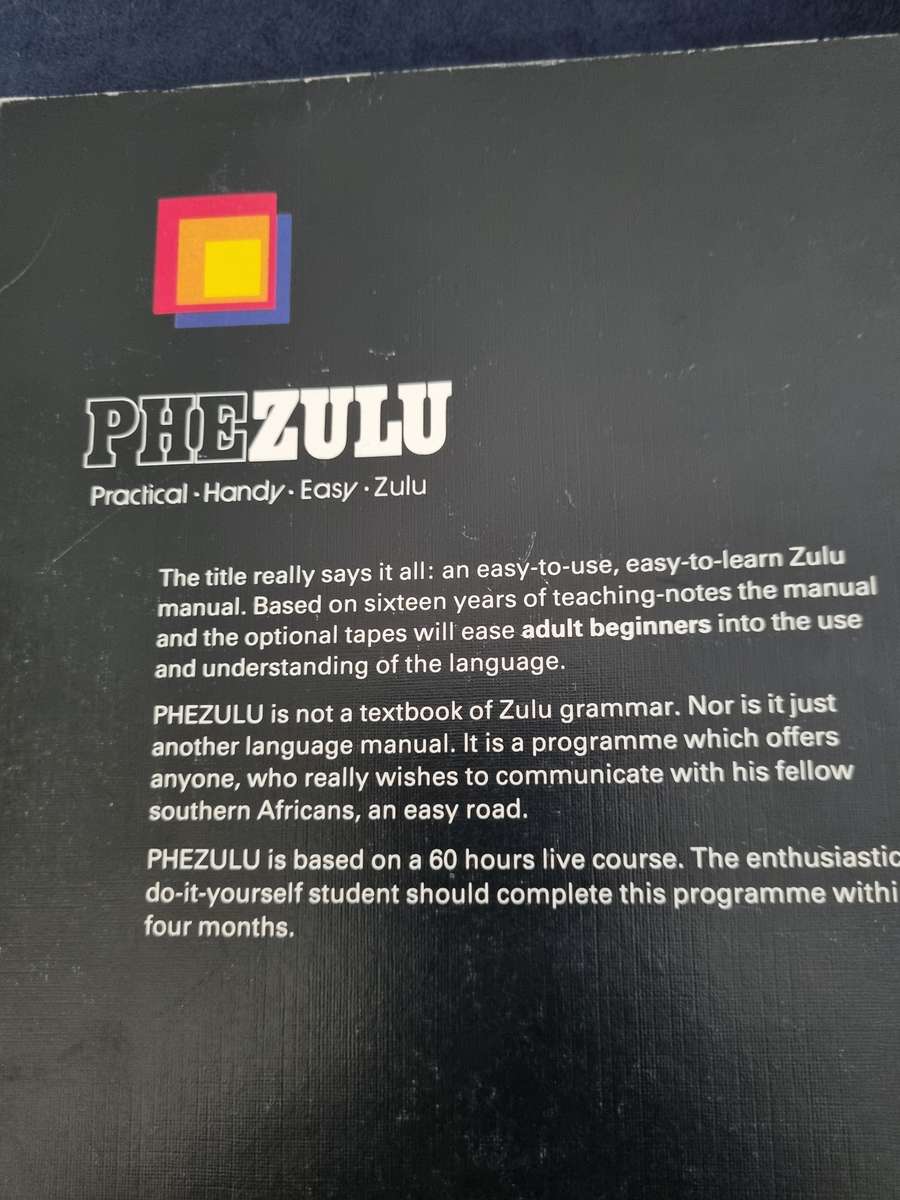 PHEZULU
Practical · Handy · Easy · Zulu
The title really says it all: an easy-to-use, easy-to-learn Zulu
manual. Based on sixteen years of teaching-notes the manual
and the optional tapes will ease adult beginners into the use
and understanding of the language.
PHEZULU is not a textbook of Zulu grammar. Nor is it just
another language manual. It is a programme which offers
anyone, who really wishes to communicate with his fellow
southern Africans, an easy road.
PHEZULU is based on a 60 hours live course. The enthusiastic
do-it-yourself student should complete this programme withi
four months.